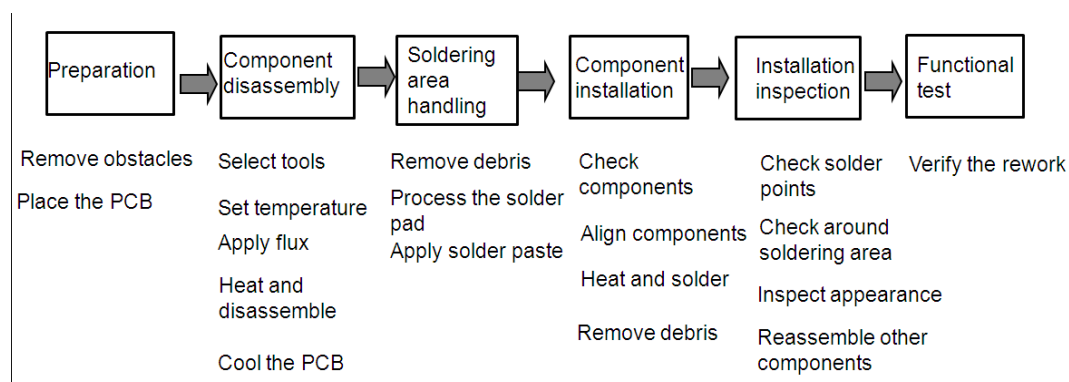 Preparation
Component
disassembly
Soldering
area
handling
Component
installation
Installation
inspection
Functional
test
Remove obstacles
Place the PCB
Select tools
Set temperature
Apply flux
Heat and
disassemble
Cool the PCB
Remove debris
Process the solder
pad
Apply solder paste
Check
components
Align components
Heat and solder
Remove debris
Check solder
points
Check around
soldering area
Inspect appearance
Reassemble other
components
Verify the rework